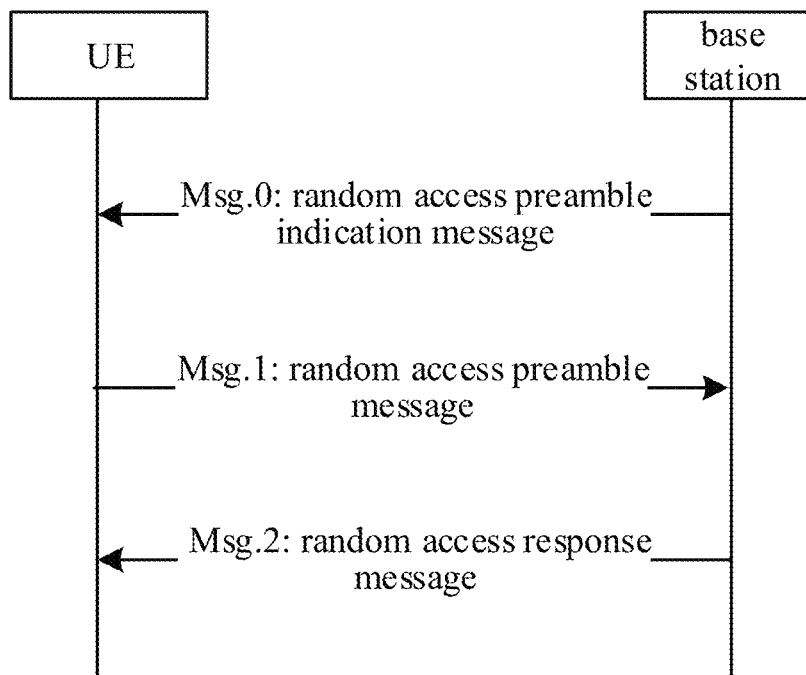 UE
base
station
Msg.0: random access preamble
indication message
Msg.1: random access preamble
message
Msg.2: random access response
message